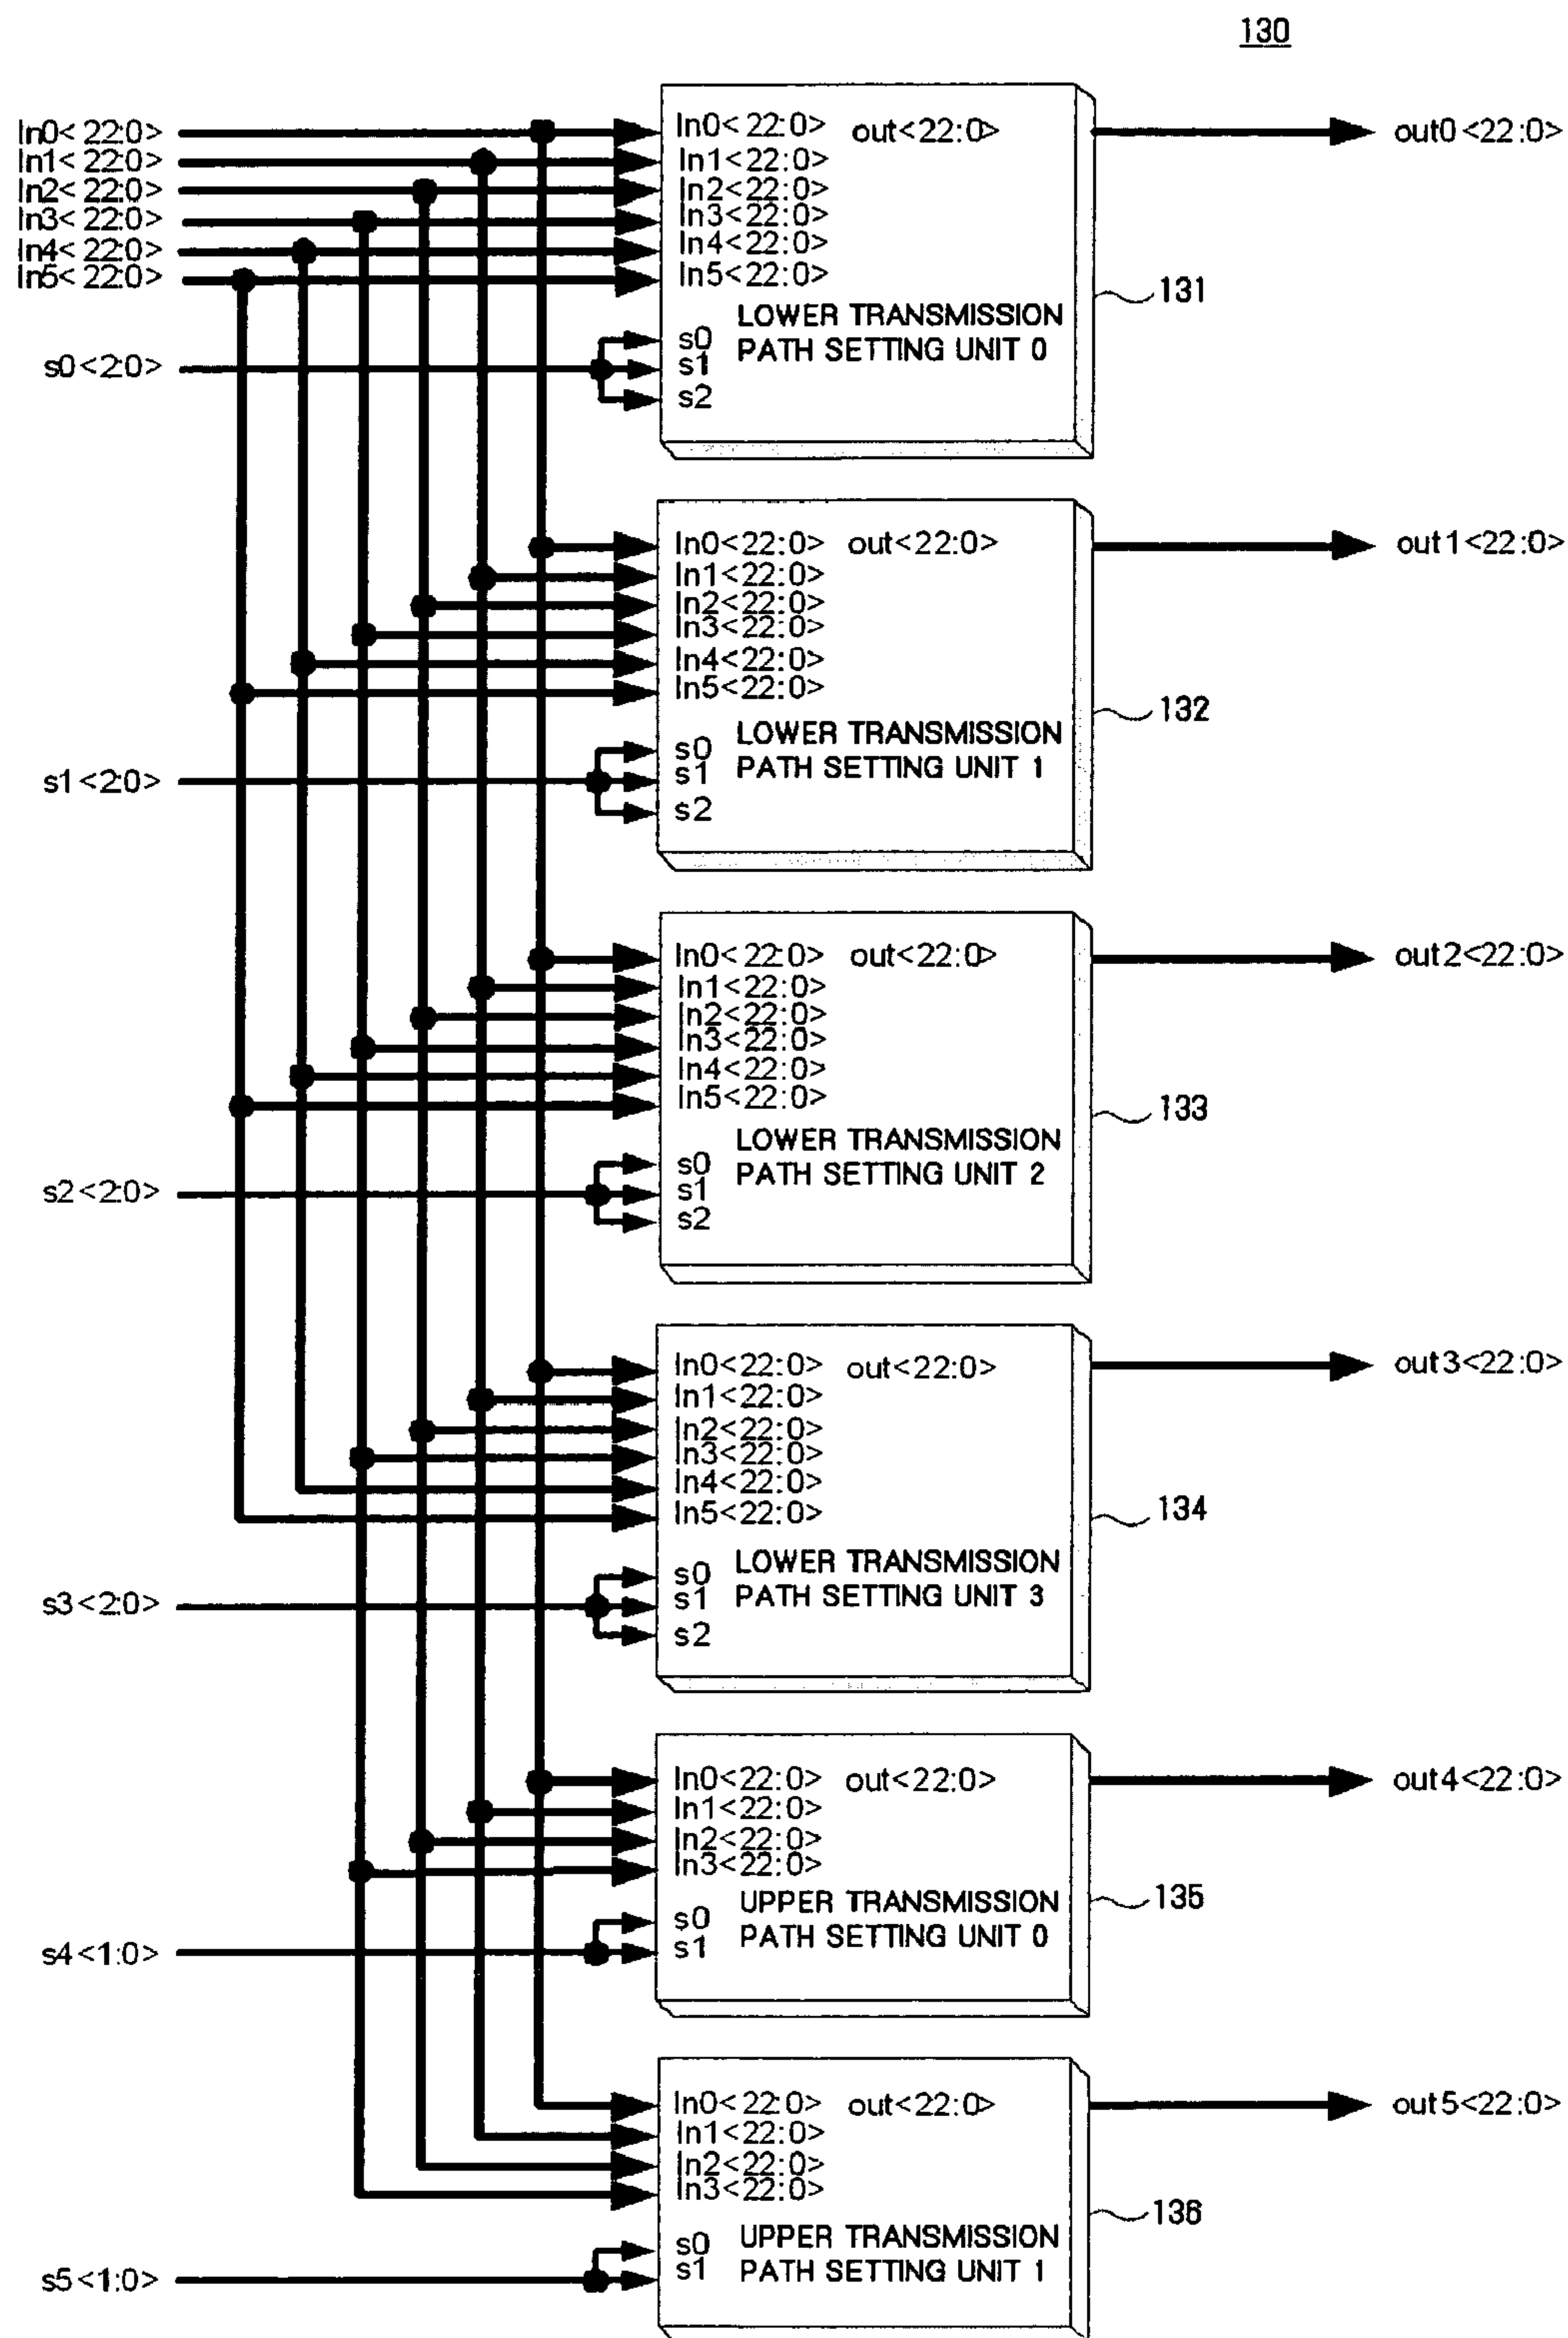 130
In0<22:0>
In1<22:0>
In2<22:0>
In3<22:0>
In4<22:0>
In5<22:0>
s0<2:0>
In0<22:0> out<22:0>
In1<22:0>
In2<22:0>
In3<22:0>
In4<22:0>
In5<22:0>
LOWER TRANSMISSION
PATH SETTING UNIT 0
s0
s1
s2
out0<22:0>
131
s1<2:0>
In0<22:0> out<22:0>
In1<22:0>
In2<22:0>
In3<22:0>
In4<22:0>
In5<22:0>
LOWER TRANSMISSION
PATH SETTING UNIT 1
s0
s1
s2
out1<22:0>
132
s2<2:0>
In0<22:0> out<22:0>
In1<22:0>
In2<22:0>
In3<22:0>
In4<22:0>
In5<22:0>
LOWER TRANSMISSION
PATH SETTING UNIT 2
s0
s1
s2
out2<22:0>
133
s3<2:0>
In0<22:0> out<22:0>
In1<22:0>
In2<22:0>
In3<22:0>
In4<22:0>
In5<22:0>
LOWER TRANSMISSION
PATH SETTING UNIT 3
s0
s1
s2
out3<22:0>
134
s4<1:0>
In0<22:0> out<22:0>
In1<22:0>
In2<22:0>
In3<22:0>
UPPER TRANSMISSION
PATH SETTING UNIT 0
s0
s1
out4<22:0>
135
s5<1:0>
In0<22:0> out<22:0>
In1<22:0>
In2<22:0>
In3<22:0>
UPPER TRANSMISSION
PATH SETTING UNIT 1
s0
s1
out5<22:0>
136